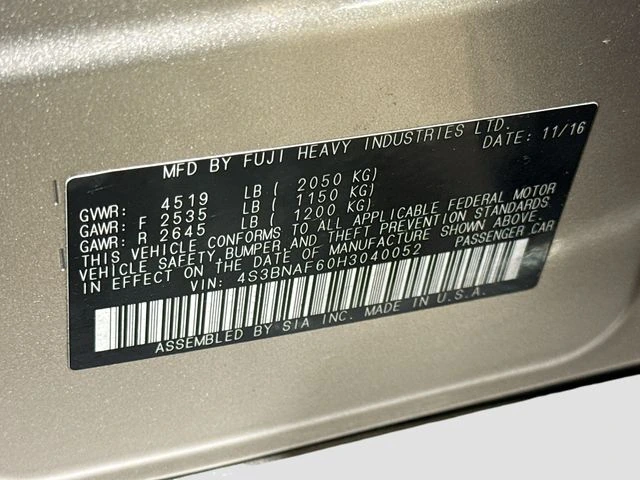 MFD BY FUJI HEAVY INDUSTRIES LTD.
DATE: 11/16
GVWR: 4519 LB ( 2050 KG)
GAWR: F 2535 LB ( 1150 KG)
GAWR: R 2645 LB ( 1200 KG)
THIS VEHICLE CONFORMS TO ALL APPLICABLE FEDERAL MOTOR
VEHICLE SAFETY, BUMPER, AND THEFT PREVENTION STANDARDS
IN EFFECT ON THE DATE OF MANUFACTURE SHOWN ABOVE.
VIN: 4S3BNAF60H3040052 PASSENGER CAR
ASSEMBLED BY SIA INC. MADE IN U.S.A.